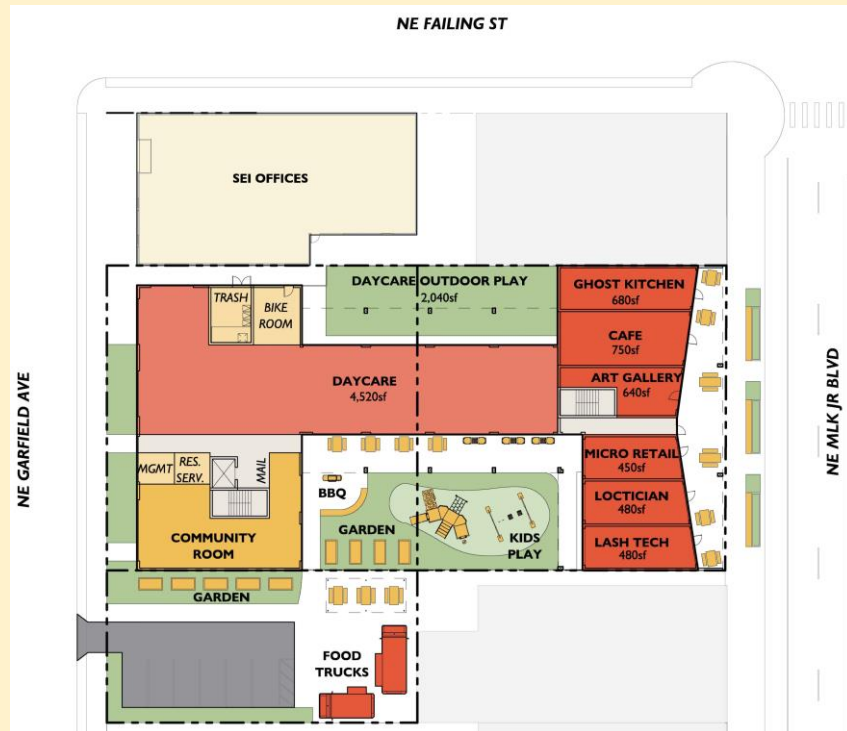 NE FAILING ST
SEI OFFICES
DAYCARE OUTDOOR PLAY
2,040sf
GHOST KITCHEN
680sf
TRASH
BIKE
ROOM
CAFE
750sf
DAYCARE
4,520sf
ART GALLERY
640sf
NE GARFIELD AVE
NE MLK JR BLVD
MGMT
RES.
SERV.
MAIL
MICRO RETAIL
450sf
BBQ
LOCTICIAN
480sf
COMMUNITY
ROOM
GARDEN
KIDS
PLAY
LASH TECH
480sf
GARDEN
FOOD
TRUCKS